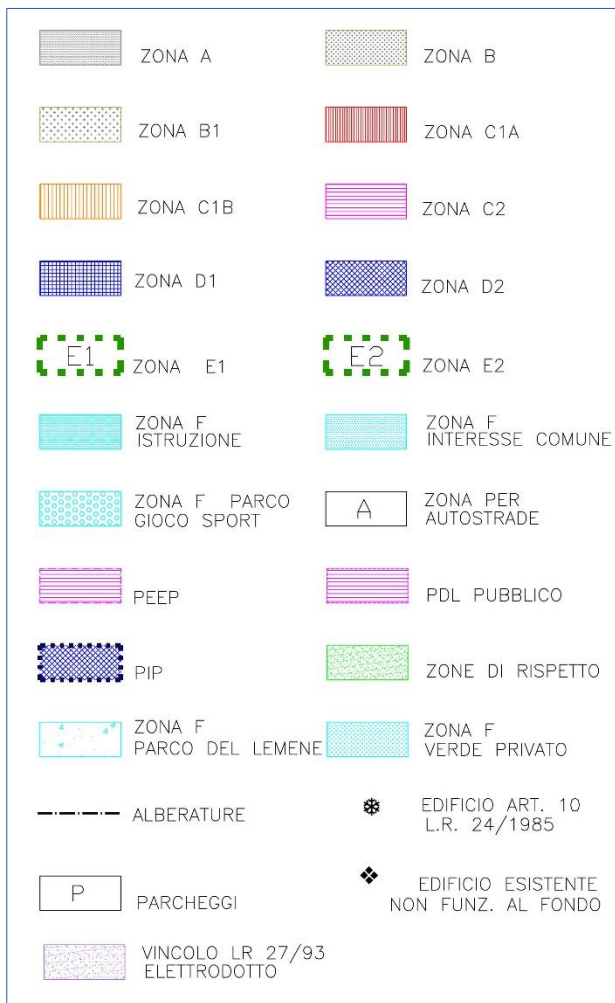 ZONA A
ZONA B
ZONA B1
ZONA C1A
ZONA C1B
ZONA C2
ZONA D1
ZONA D2
E1
ZONA E1
E2
ZONA E2
ZONA F
ISTRUZIONE
ZONA F
INTERESSE COMUNE
ZONA F PARCO
GIOCO SPORT
A
ZONA PER
AUTOSTRADE
PEEP
PDL PUBBLICO
PIP
ZONE DI RISPETTO
ZONA F
PARCO DEL LEMENE
ZONA F
VERDE PRIVATO
ALBERATURE
EDIFICIO ART. 10
L.R. 24/1985
P
PARCHEGGI
EDIFICIO ESISTENTE
NON FUNZ. AL FONDO
VINCOLO LR 27/93
ELETTRODOTTO